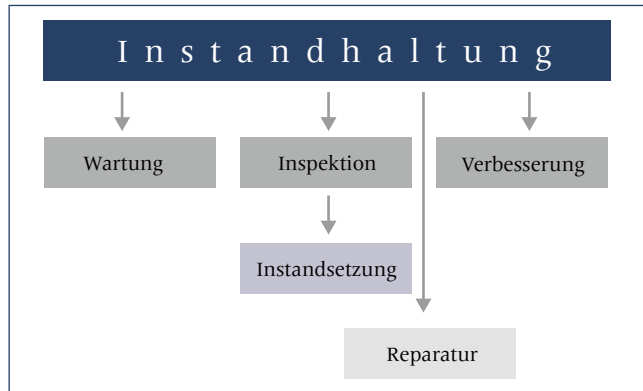 Instandhaltung
Wartung Inspektion Verbesserung
Instandsetzung
Reparatur